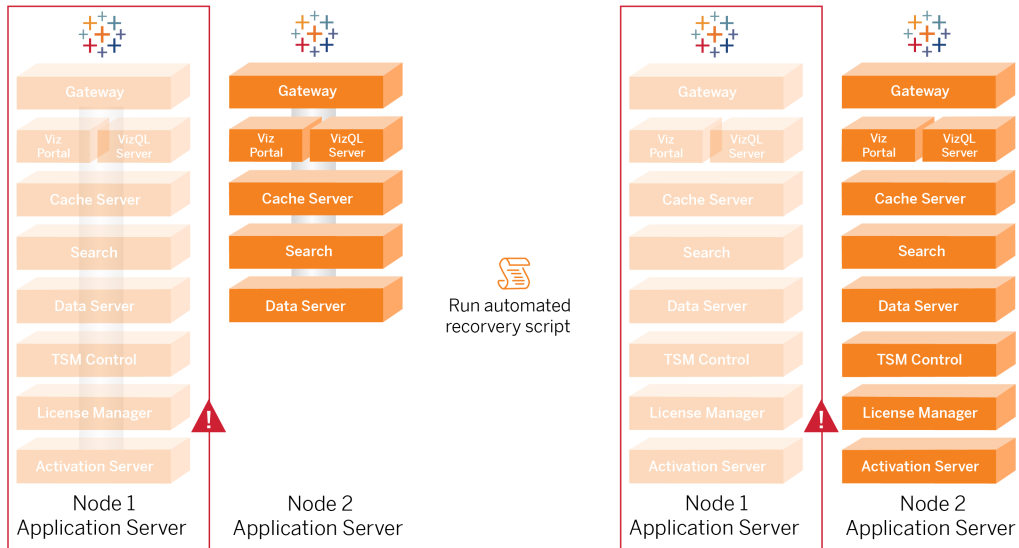 Gateway
Viz
Portal
VizQL
Server
Cache Server
Search
Data Server
TSM Control
License Manager
!
Activation Server
Node 1
Application Server
Gateway
Viz
Portal
VizQL
Server
Cache Server
Search
Data Server
Node 2
Application Server
Run automated
recorvery script
Gateway
Viz
Portal
VizQL
Server
Cache Server
Search
Data Server
TSM Control
License Manager
!
Activation Server
Node 1
Application Server
Gateway
Viz
Portal
VizQL
Server
Cache Server
Search
Data Server
TSM Control
License Manager
Activation Server
Node 2
Application Server